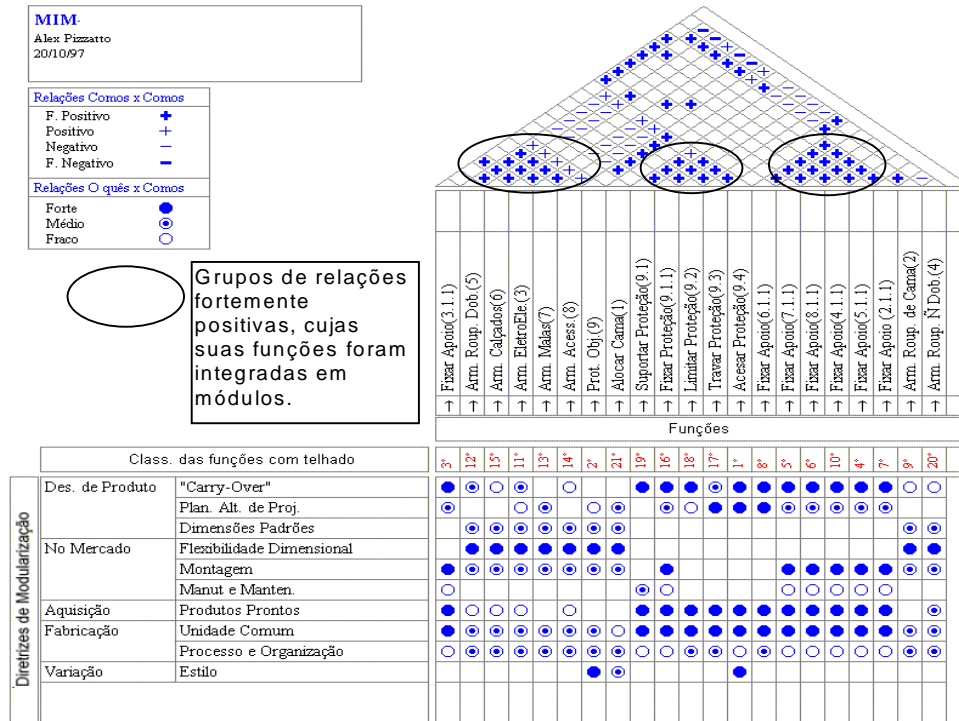 MIM-
Alex Pizzatto
20/10/97
Relações Comos x Comos
F. Positivo
Positivo
Negativo
F. Negativo
Relações O quês x Comos
Forte
Médio
Fraco
Grupos de relações
fortemente
positivas, cujas
suas funções foram
integradas em
módulos.
→ Fixar Apoio(3.1.1)
→ Arm. Roup. Dob.(5)
→ Arm. Calçados(6)
→ Arm. EletroEle.(3)
→ Arm. Malas(7)
→ Arm. Acess.(8)
→ Prot. Obj.(9)
→ Alocar Cama(1)
→ Suportar Proteção(9.1)
→ Fixar Proteção(9.1.1)
→ Limitar Proteção(9.2)
→ Travar Proteção(9.3)
→ Acesar Proteção(9.4)
→ Fixar Apoio(6.1.1)
→ Fixar Apoio(7.1.1)
→ Fixar Apoio(8.1.1)
→ Fixar Apoio(4.1.1)
→ Fixar Apoio(5.1.1)
→ Fixar Apoio (2.1.1)
→ Arm. Roup. de Cama(2)
→ Arm. Roup. Ñ Dob.(4)
Funções
Class. das funções com telhado
3° 12° 15° 11° 13° 14° 2° 21° 19° 16° 18° 17° 1° 8° 5° 6° 10° 4° 7° 9° 20°
Diretrizes de Modularização
Des. de Produto "Carry-Over"
Plan. Alt. de Proj.
Dimensões Padrões
No Mercado Flexibilidade Dimensional
Montagem
Manut e Manten.
Aquisição Produtos Prontos
Fabricação Unidade Comum
Processo e Organização
Variação Estilo